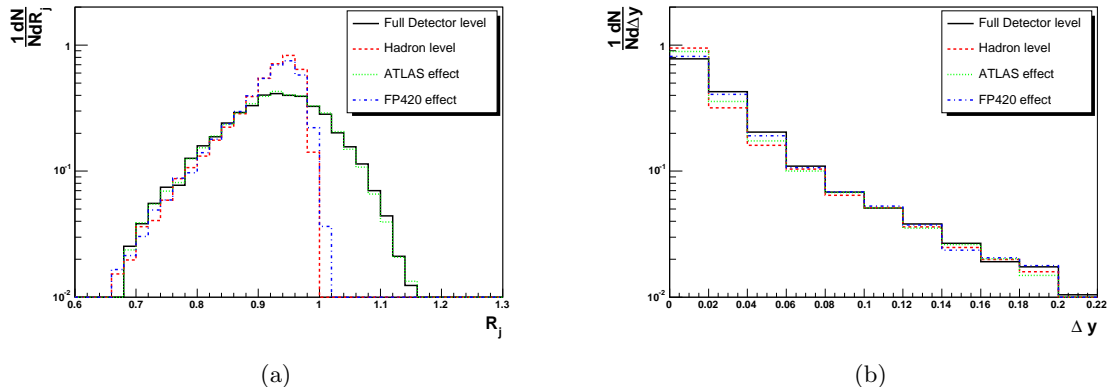 1 dN
NdR_j
1
10^-1
10^-2
0.6 0.7 0.8 0.9 1 1.1 1.2 1.3
R_j
Full Detector level
Hadron level
ATLAS effect
FP420 effect
(a)
1 dN
NdΔy
1
10^-1
10^-2
0 0.02 0.04 0.06 0.08 0.1 0.12 0.14 0.16 0.18 0.2 0.22
Δ y
Full Detector level
Hadron level
ATLAS effect
FP420 effect
(b)